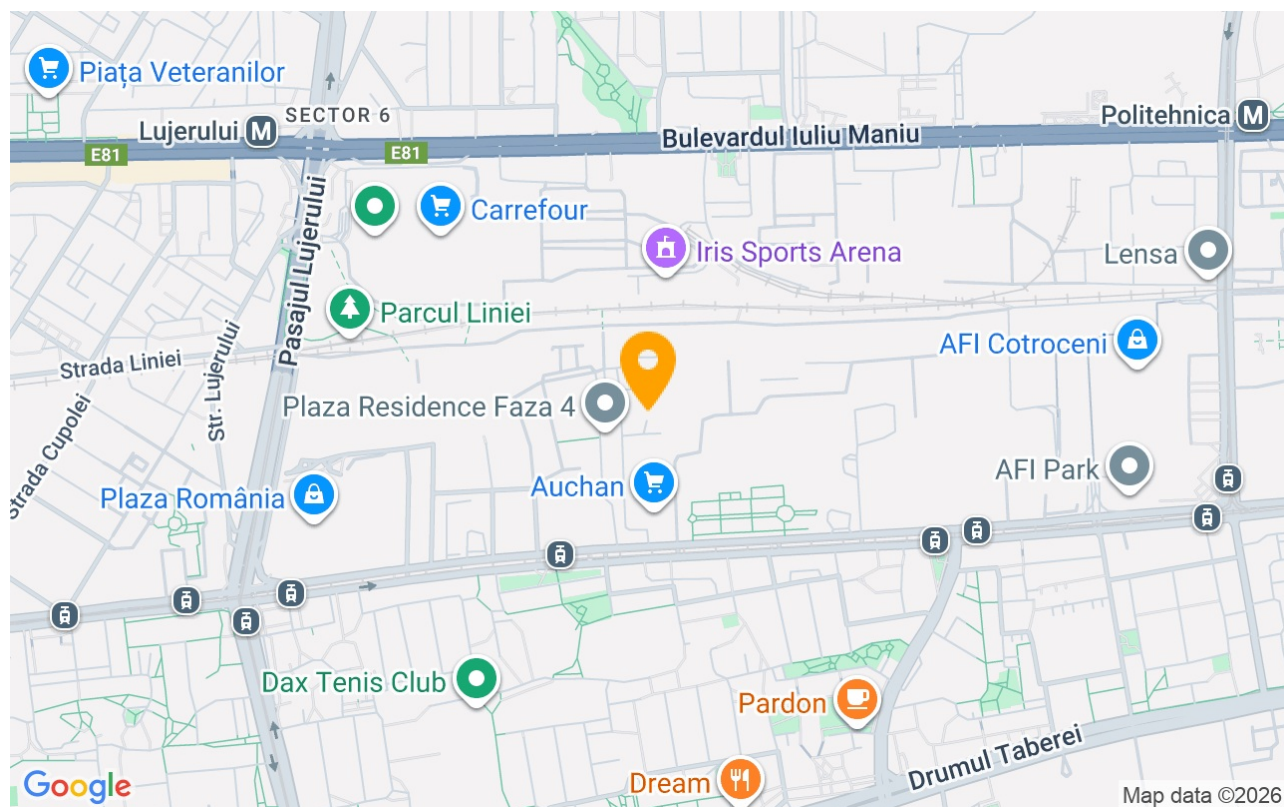 Piața Veteranilor
SECTOR 6
Lujerului M
Politehnica M
Bulevardul Iuliu Maniu
E81
E81
Pasajul Lujerului
Carrefour
Iris Sports Arena
Lensa
Parcul Liniei
AFI Cotroceni
Strada Liniei
Str. Lujerului
Strada Cupolei
Plaza Residence Faza 4
AFI Park
Auchan
Plaza România
Dax Tenis Club
Pardon
Drumul Taberei
Dream
Google
Map data ©2026